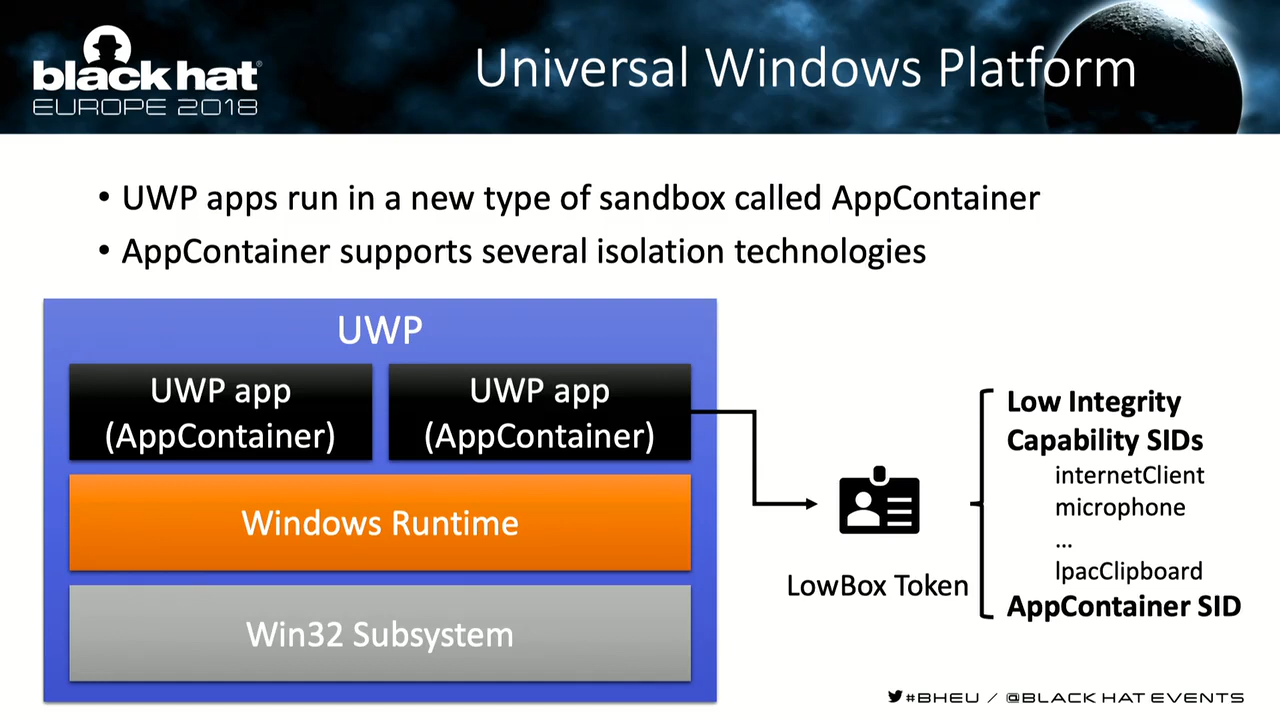 black hat®
EUROPE 2018
Universal Windows Platform
• UWP apps run in a new type of sandbox called AppContainer
• AppContainer supports several isolation technologies
UWP
UWP app
(AppContainer)
UWP app
(AppContainer)
Windows Runtime
Win32 Subsystem
LowBox Token
Low Integrity
Capability SIDs
internetClient
microphone
...
lpacClipboard
AppContainer SID
#BHEU / @BLACK HAT EVENTS